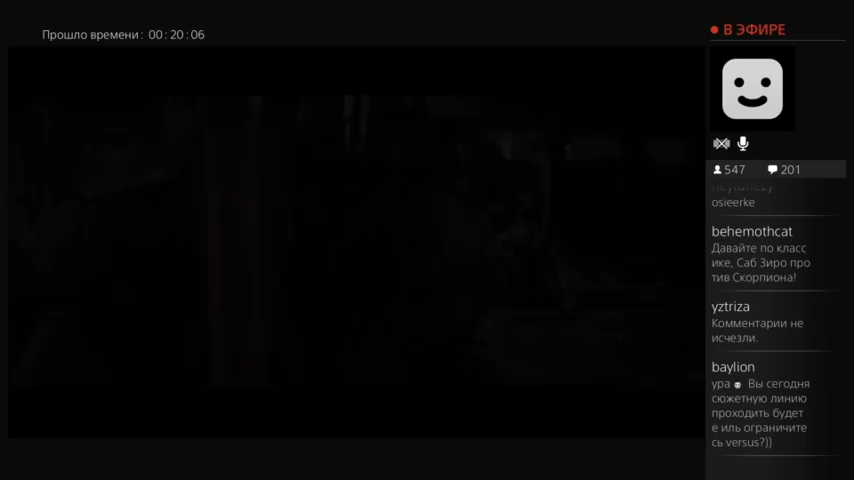 Прошло времени: 00:20:06
В ЭФИРЕ
547 201
osieerke
behemothcat
Давайте по класс
ике, Саб Зиро про
тив Скорпиона!
yztriza
Комментарии не
исчезли.
baylion
ура Вы сегодня
сюжетную линию
проходить будет
е иль ограничите
сь versus?))